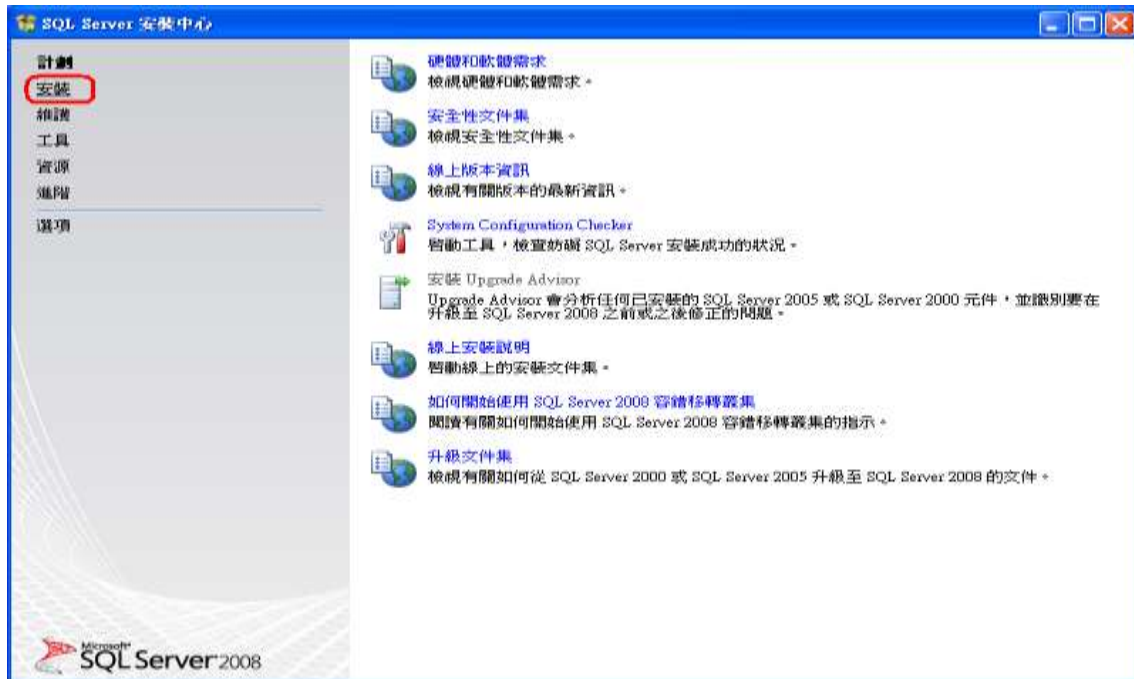 SQL Server 安裝中心
計劃
安裝
維護
工具
資源
進階
選項
硬體和軟體需求
檢視硬體和軟體需求。
安全性文件集
檢視安全性文件集。
線上版本資訊
檢視有關版本的最新資訊。
System Configuration Checker
啟動工具，檢查妨礙 SQL Server 安裝成功的狀況。
安裝 Upgrade Advisor
Upgrade Advisor 會分析任何已安裝的 SQL Server 2005 或 SQL Server 2000 元件，並識別要在
升級至 SQL Server 2008 之前或之後修正的問題。
線上安裝說明
啟動線上的安裝文件集。
如何開始使用 SQL Server 2008 容錯移轉叢集
閱讀有關如何開始使用 SQL Server 2008 容錯移轉叢集的指示。
升級文件集
檢視有關如何從 SQL Server 2000 或 SQL Server 2005 升級至 SQL Server 2008 的文件。
Microsoft
SQL Server 2008